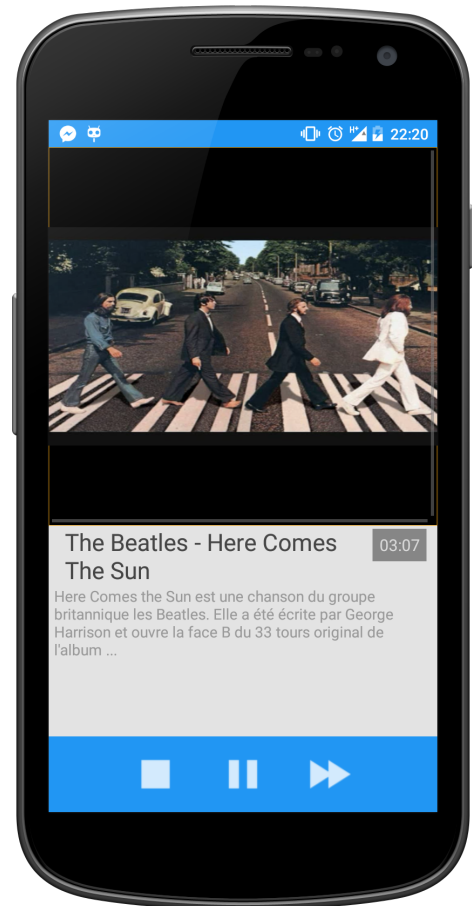 H+
22:20
The Beatles - Here Comes
The Sun
03:07
Here Comes the Sun est une chanson du groupe
britannique les Beatles. Elle a été écrite par George
Harrison et ouvre la face B du 33 tours original de
l'album ...